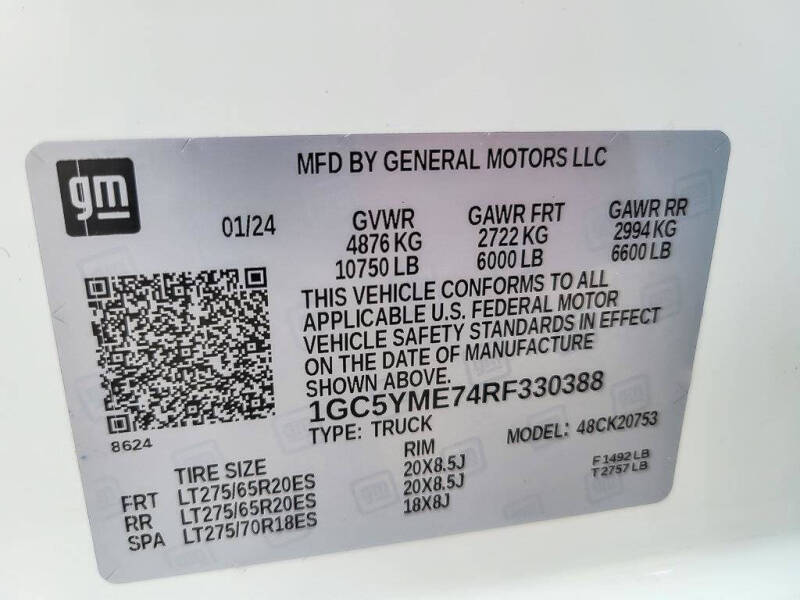 gm
MFD BY GENERAL MOTORS LLC
01/24
GVWR
4876 KG
10750 LB
GAWR FRT
2722 KG
6000 LB
GAWR RR
2994 KG
6600 LB
THIS VEHICLE CONFORMS TO ALL
APPLICABLE U.S. FEDERAL MOTOR
VEHICLE SAFETY STANDARDS IN EFFECT
ON THE DATE OF MANUFACTURE
SHOWN ABOVE.
1GC5YME74RF330388
8624
TYPE: TRUCK
MODEL: 48CK20753
TIRE SIZE RIM
FRT LT275/65R20ES 20X8.5J
RR LT275/65R20ES 20X8.5J
SPA LT275/70R18ES 18X8J
F 1492 LB
T 2757 LB